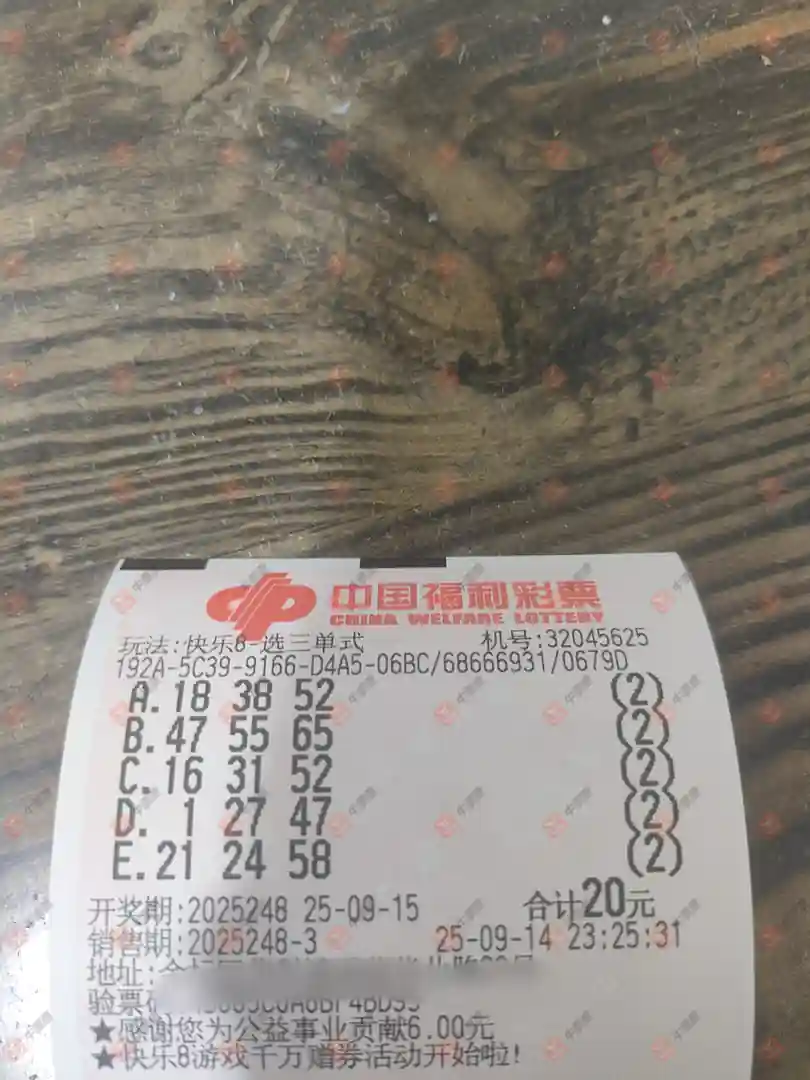 中国福利彩票
CHINA WELFARE LOTTERY
玩法:快乐8-选三单式 机号:32045625
192A-5C39-9166-D4A5-06BC/68666931/0679D
A.18 38 52 (2)
B.47 55 65 (2)
C.16 31 52 (2)
D. 1 27 47 (2)
E.21 24 58 (2)
开奖期:2025248 25-09-15 合计20元
销售期:2025248-3 25-09-14 23:25:31
地址:
验票
★感谢您为公益事业贡献6.00元
★快乐8游戏千万赠券活动开始啦!